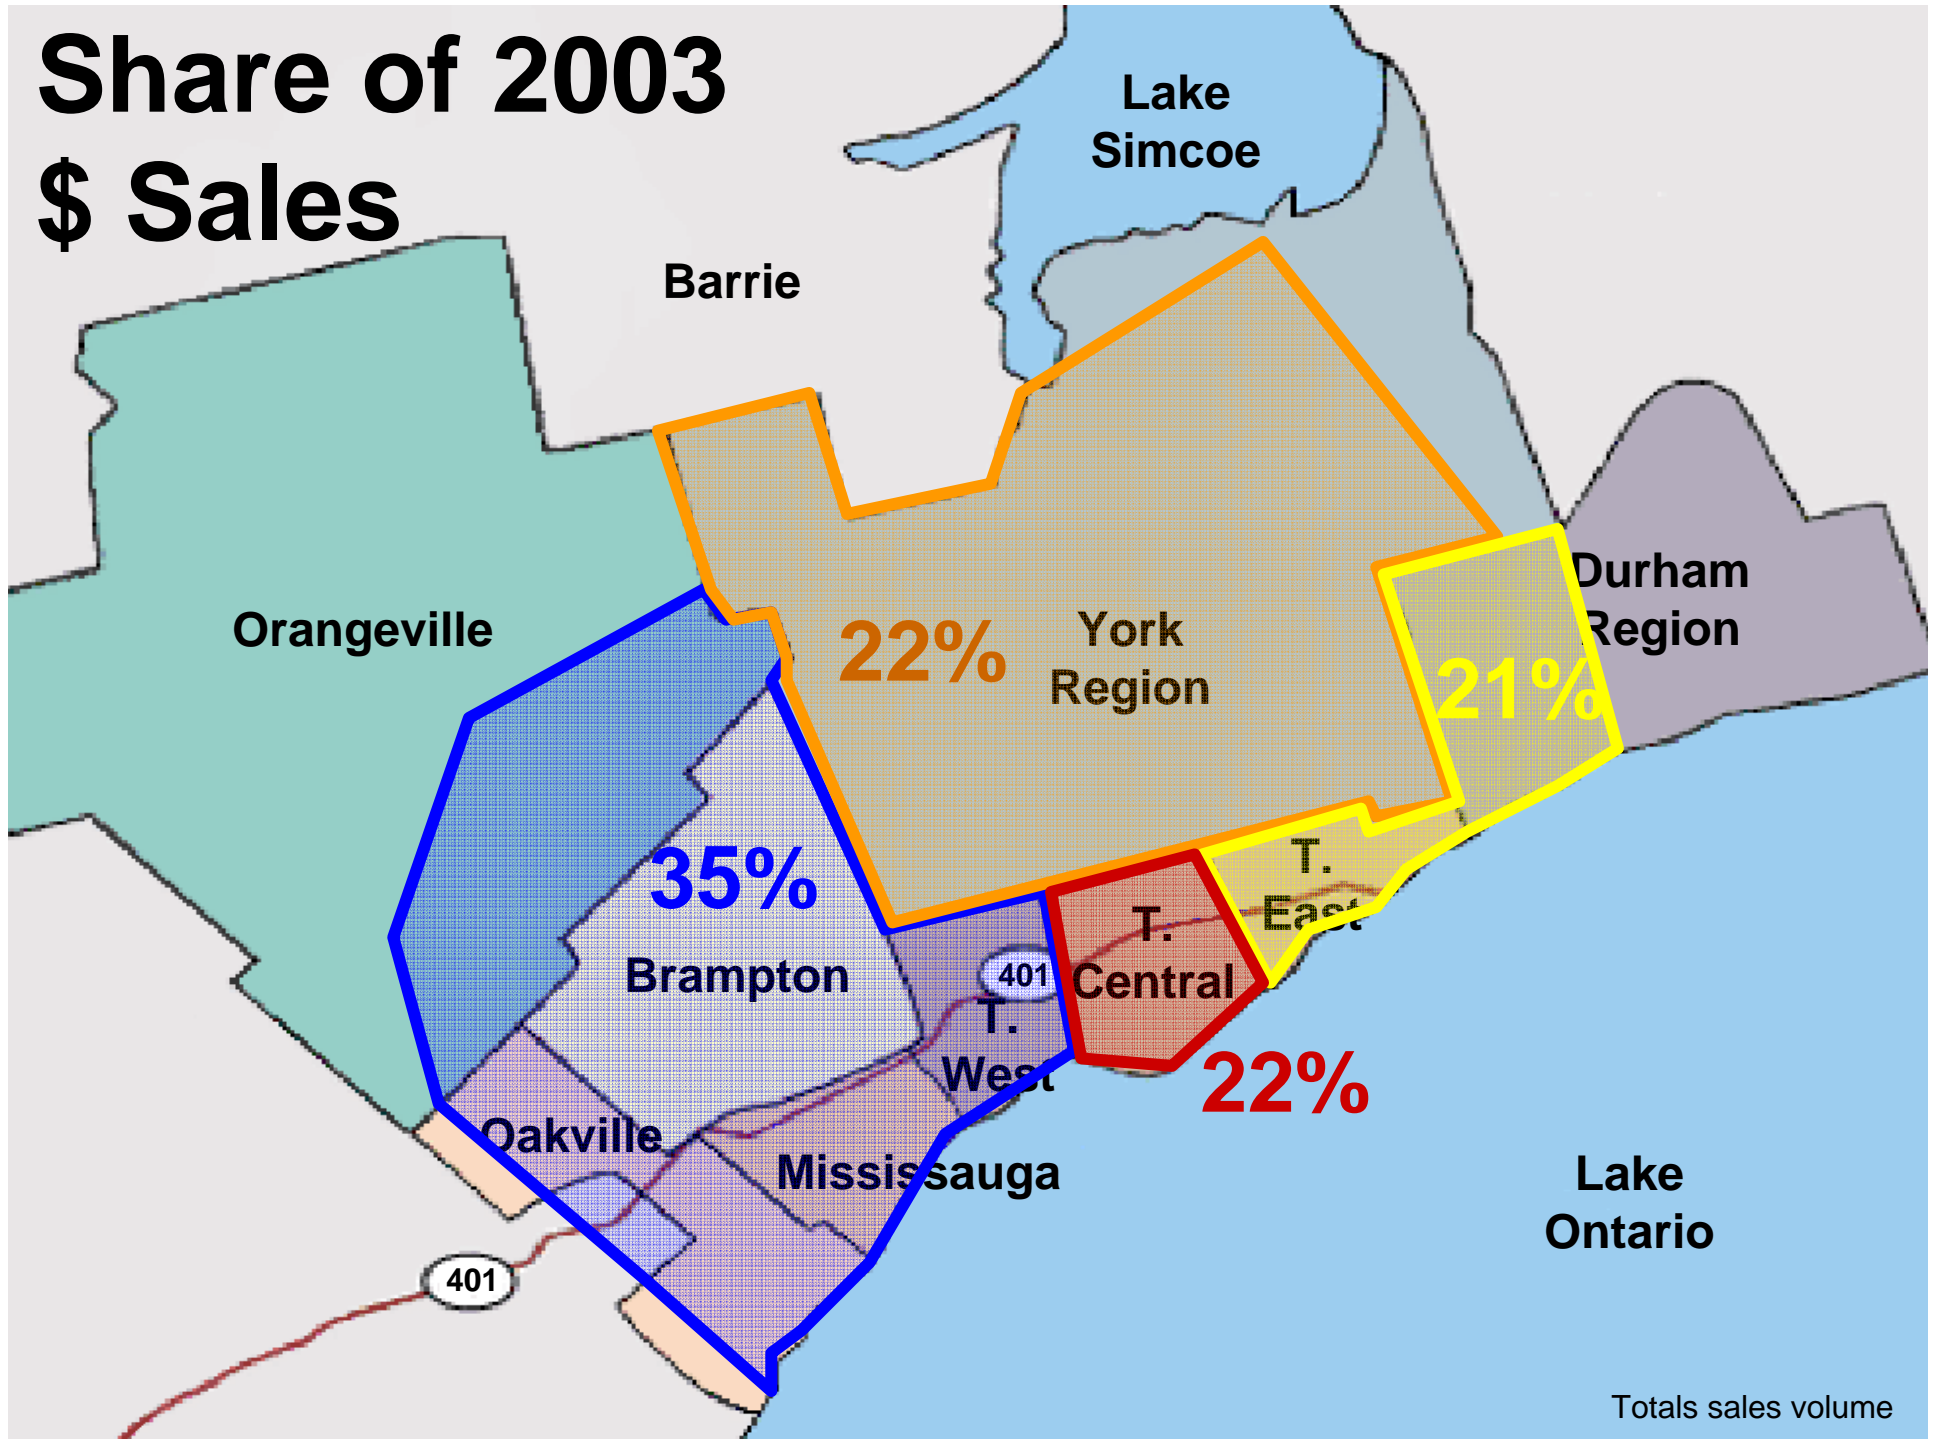 Share of 2003
$ Sales
Lake
Simcoe
Barrie
Orangeville
Durham
Region
22%
York
Region
21%
35%
T.
East
T.
Central
Brampton
401
T.
West
22%
Oakville
Mississauga
Lake
Ontario
401
Totals sales volume